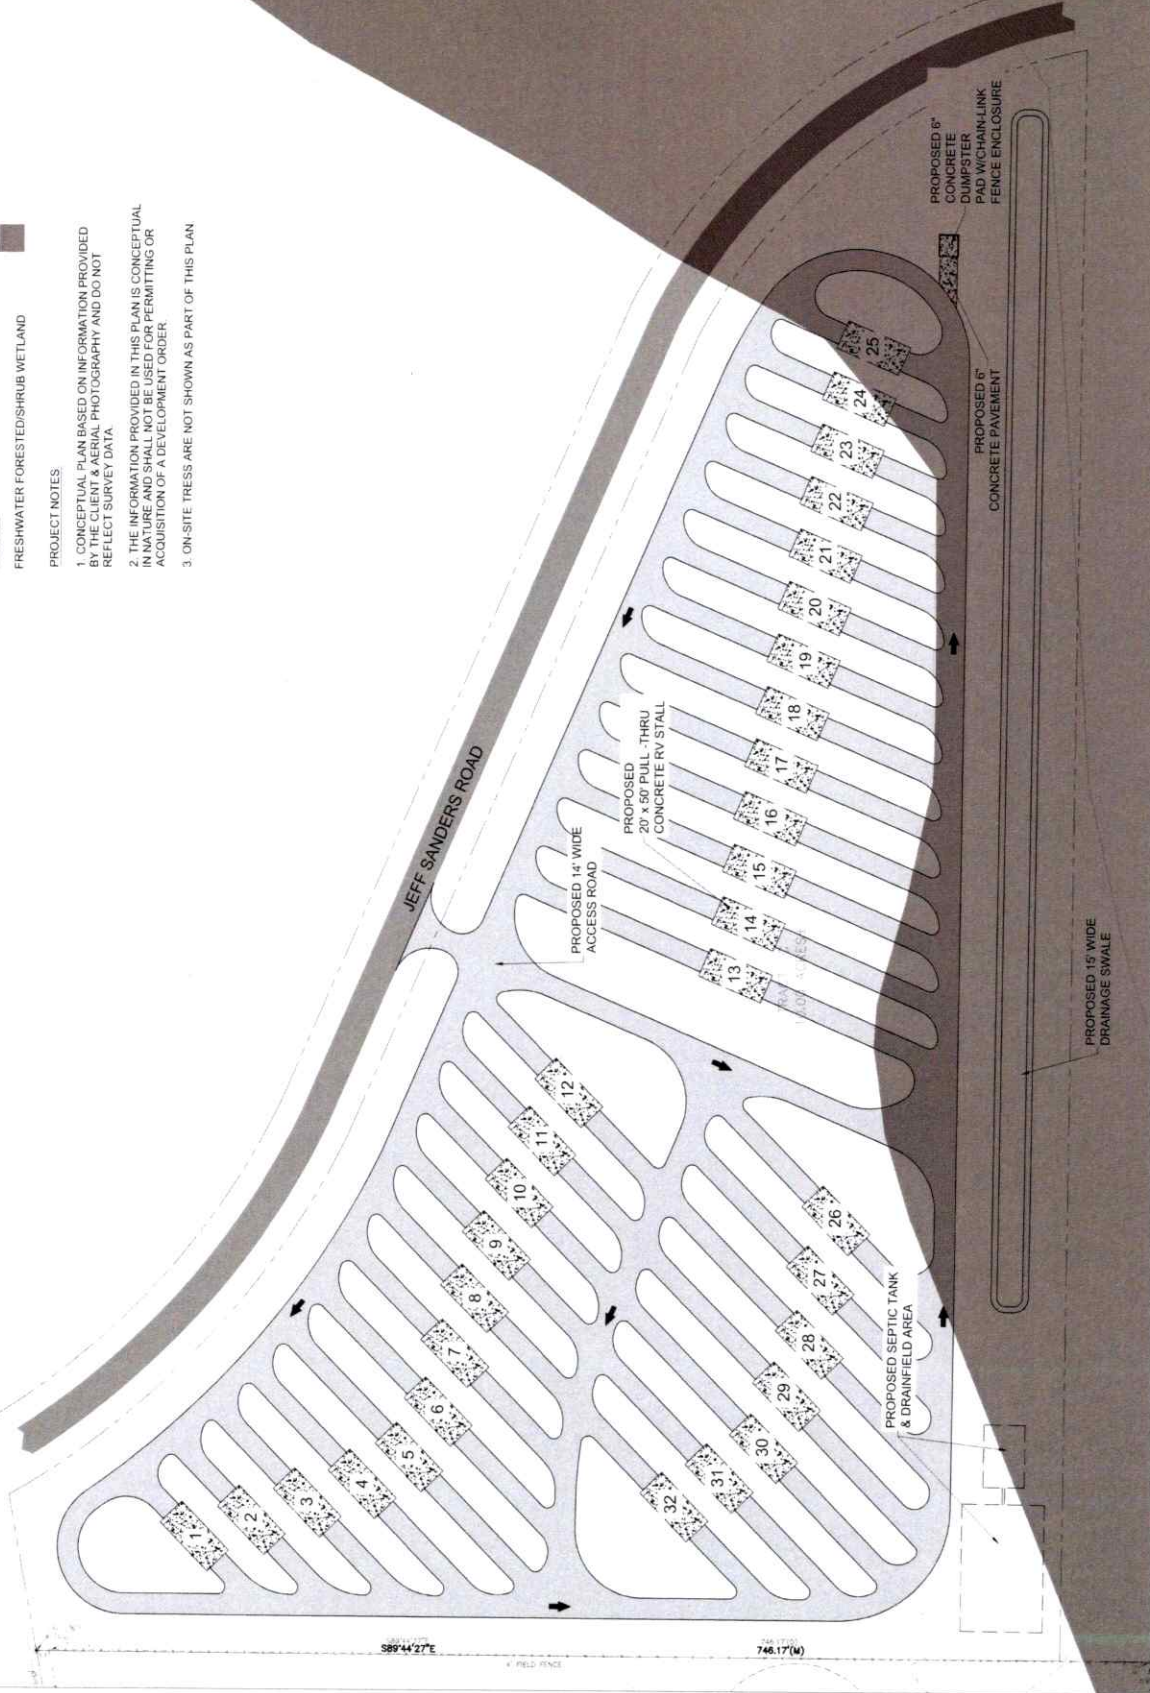 FRESHWATER FORESTED/SHRUB WETLAND
PROJECT NOTES
1. CONCEPTUAL PLAN BASED ON INFORMATION PROVIDED
BY THE CLIENT & AERIAL PHOTOGRAPHY AND DO NOT
REFLECT SURVEY DATA.
2. THE INFORMATION PROVIDED IN THIS PLAN IS CONCEPTUAL
IN NATURE AND SHALL NOT BE USED FOR PERMITTING OR
ACQUISITION OF A DEVELOPMENT ORDER
3. ON-SITE TRESS ARE NOT SHOWN AS PART OF THIS PLAN.
JEFF SANDERS ROAD
PROPOSED 14' WIDE
ACCESS ROAD
PROPOSED
20' x 50' PULL-THRU
CONCRETE RV STALL
PROPOSED 6"
CONCRETE
DUMPSTER
PAD W/CHAIN-LINK
FENCE ENCLOSURE
PROPOSED 6"
CONCRETE PAVEMENT
PROPOSED 15' WIDE
DRAINAGE SWALE
PROPOSED SEPTIC TANK
& DRAINFIELD AREA
1
2
3
4
5
6
7
8
9
10
11
12
13
14
15
16
17
18
19
20
21
22
23
24
25
26
27
28
29
30
31
32
S89°44'27"E
746.17'(M)
4' FIELD FENCE